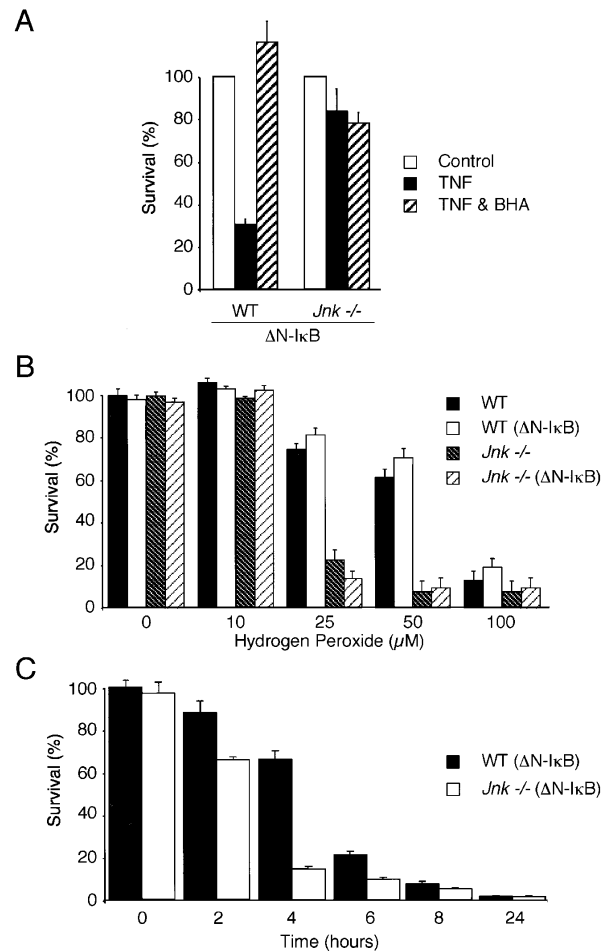 A
Survival (%)
100
80
60
40
20
0
WT
Jnk -/-
ΔN-IκB
Control
TNF
TNF & BHA
B
Survival (%)
100
80
60
40
20
0
0
10
25
50
100
Hydrogen Peroxide (µM)
WT
WT (ΔN-IκB)
Jnk -/-
Jnk -/- (ΔN-IκB)
C
Survival (%)
100
80
60
40
20
0
0
2
4
6
8
24
Time (hours)
WT (ΔN-IκB)
Jnk -/- (ΔN-IκB)